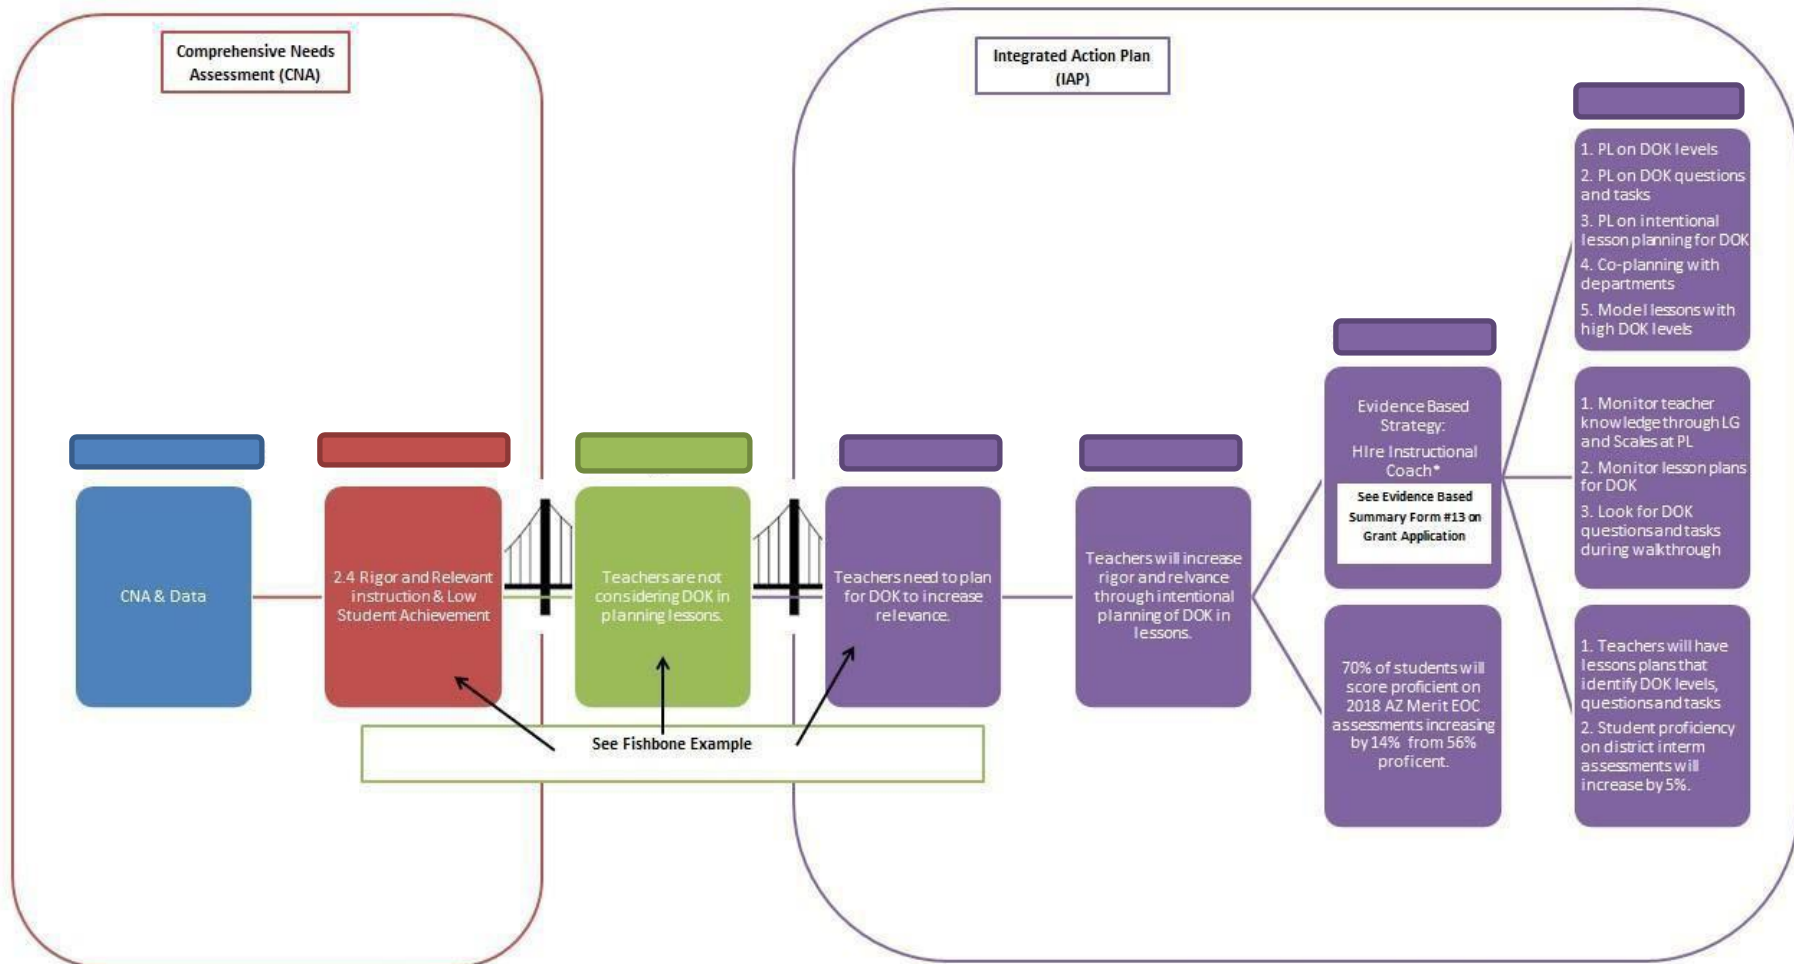 Comprehensive Needs
Assessment (CNA)
Integrated Action Plan
(IAP)
CNA & Data
2.4 Rigor and Relevant
instruction & Low
Student Achievement
Teachers are not
considering DOK in
planning lessons.
Teachers need to plan
for DOK to increase
relevance.
See Fishbone Example
Teachers will increase
rigor and relvance
through intentional
planning of DOK in
lessons.
Evidence Based
Strategy:
HIre Instructional
Coach*
See Evidence Based
Summary Form #13 on
Grant Application
70% of students will
score proficient on
2018 AZ Merit EOC
assessments increasing
by 14% from 56%
proficent.
1. PL on DOK levels
2. PL on DOK questions
and tasks
3. PL on intentional
lesson planning for DOK
4. Co-planning with
departments
5. Model lessons with
high DOK levels
1. Monitor teacher
knowledge through LG
and Scales at PL
2. Monitor lesson plans
for DOK
3. Look for DOK
questions and tasks
during walkthrough
1. Teachers will have
lessons plans that
identify DOK levels,
questions and tasks
2. Student proficiency
on district interm
assessments will
increase by 5%.